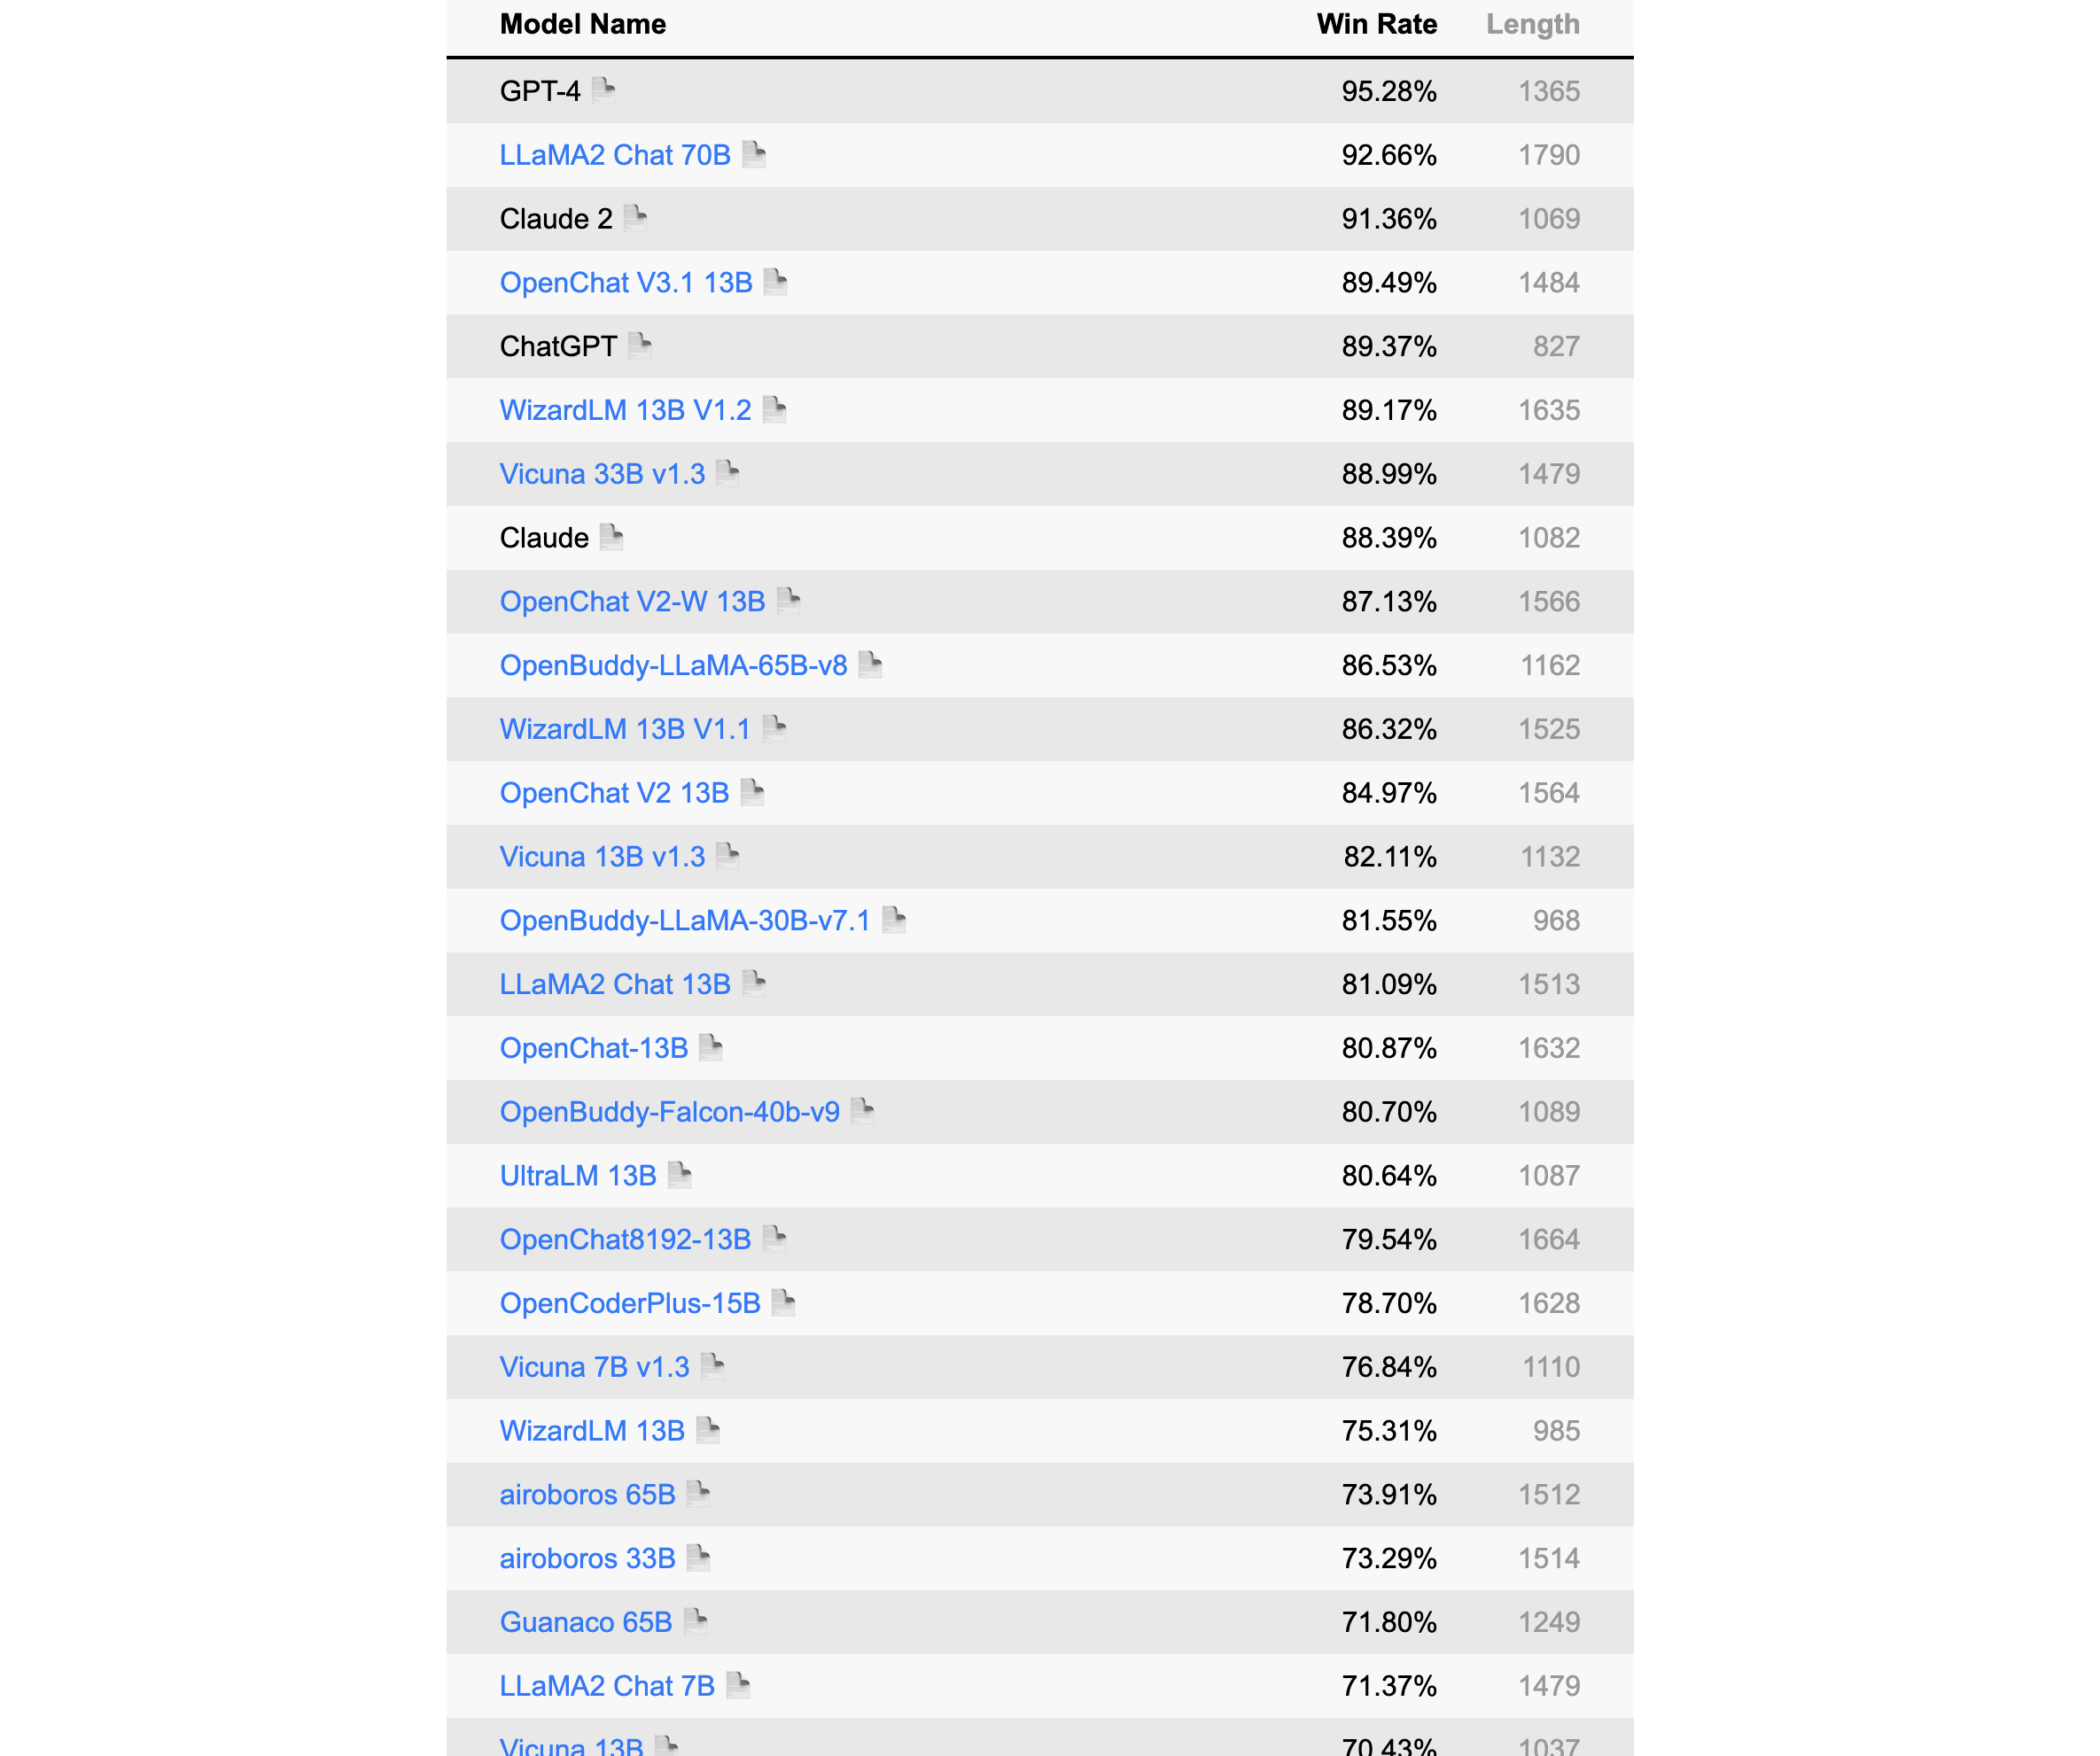 Model Name Win Rate Length
GPT-4 95.28% 1365
LLaMA2 Chat 70B 92.66% 1790
Claude 2 91.36% 1069
OpenChat V3.1 13B 89.49% 1484
ChatGPT 89.37% 827
WizardLM 13B V1.2 89.17% 1635
Vicuna 33B v1.3 88.99% 1479
Claude 88.39% 1082
OpenChat V2-W 13B 87.13% 1566
OpenBuddy-LLaMA-65B-v8 86.53% 1162
WizardLM 13B V1.1 86.32% 1525
OpenChat V2 13B 84.97% 1564
Vicuna 13B v1.3 82.11% 1132
OpenBuddy-LLaMA-30B-v7.1 81.55% 968
LLaMA2 Chat 13B 81.09% 1513
OpenChat-13B 80.87% 1632
OpenBuddy-Falcon-40b-v9 80.70% 1089
UltraLM 13B 80.64% 1087
OpenChat8192-13B 79.54% 1664
OpenCoderPlus-15B 78.70% 1628
Vicuna 7B v1.3 76.84% 1110
WizardLM 13B 75.31% 985
airoboros 65B 73.91% 1512
airoboros 33B 73.29% 1514
Guanaco 65B 71.80% 1249
LLaMA2 Chat 7B 71.37% 1479
Vicuna 13B 70.43% 1037